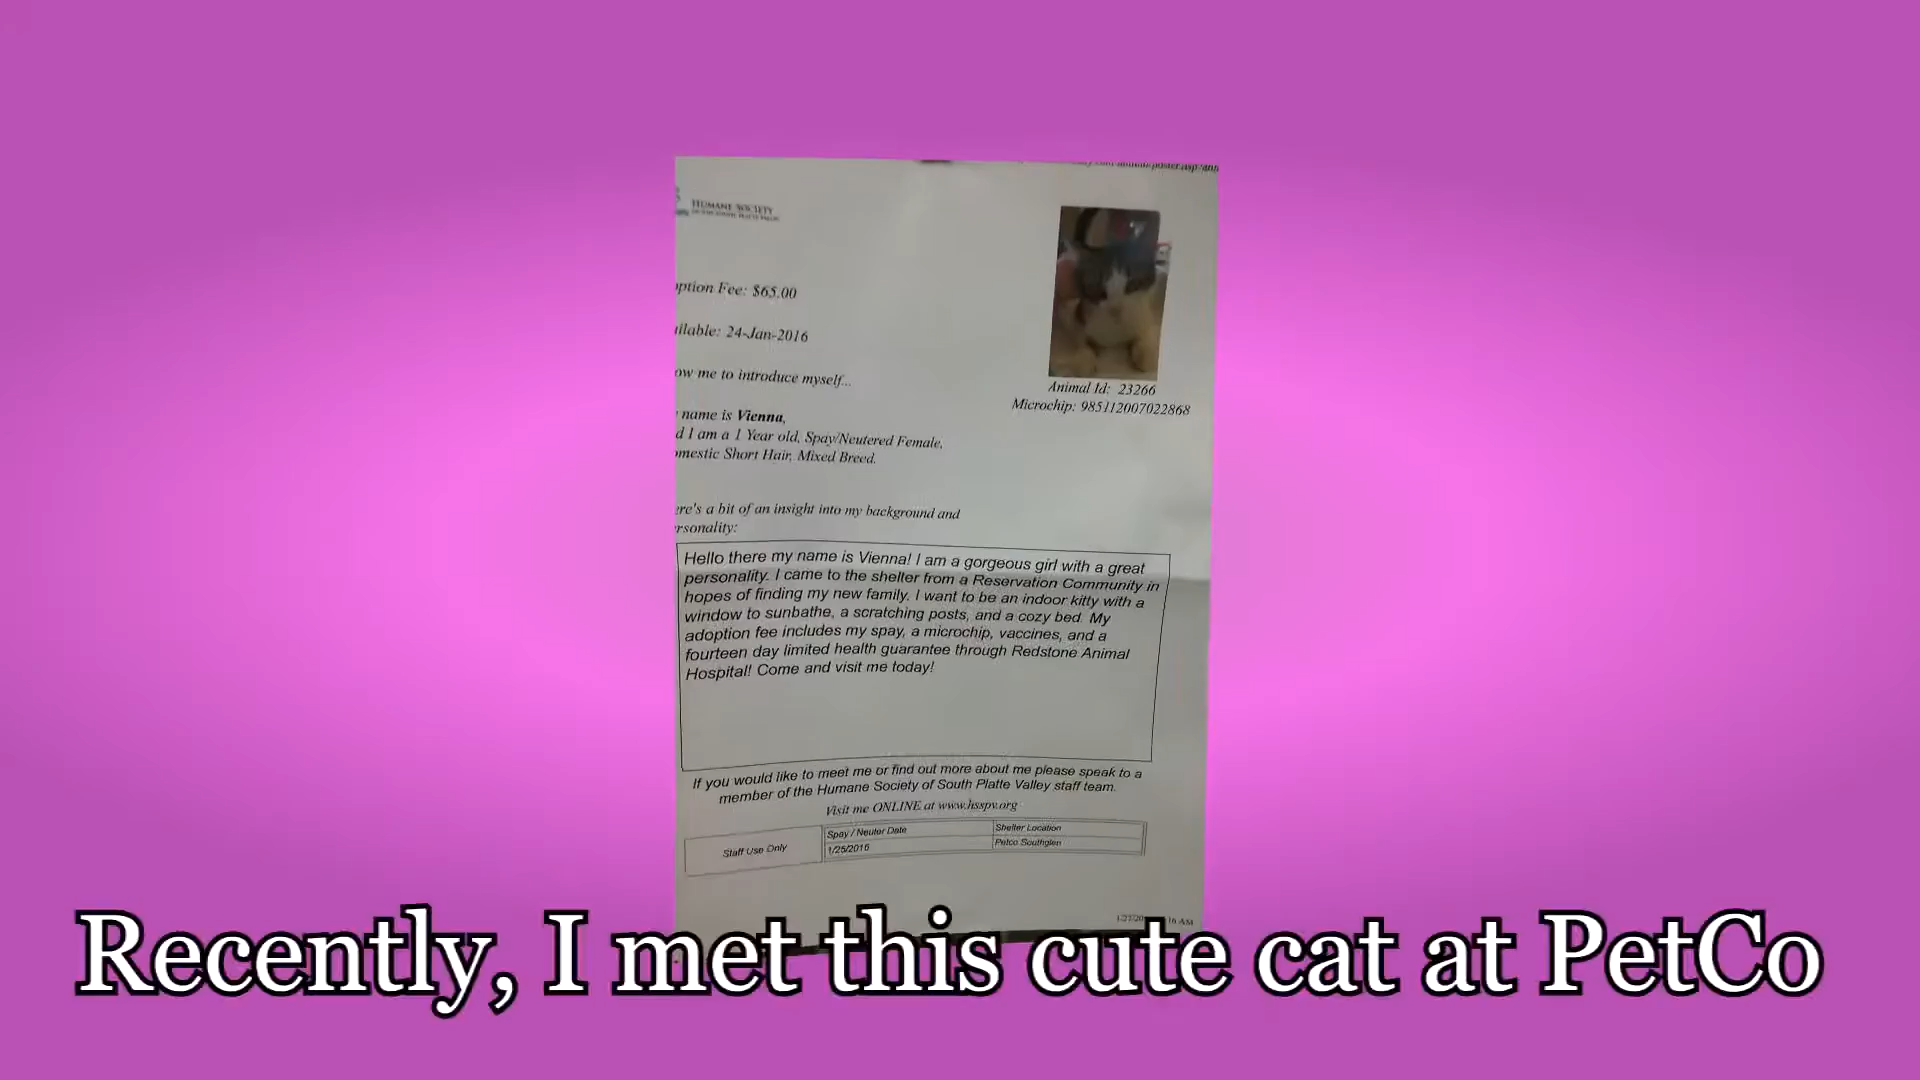 HUMANE SOCIETY
OF THE SOUTH PLATTE VALLEY
ption Fee: $65.00
ilable: 24-Jan-2016
ow me to introduce myself...
name is Vienna,
d I am a 1 Year old, Spay/Neutered Female,
omestic Short Hair, Mixed Breed.
Animal Id: 23266
Microchip: 985112007022868
ere's a bit of an insight into my background and
rsonality:
Hello there my name is Vienna! I am a gorgeous girl with a great
personality. I came to the shelter from a Reservation Community in
hopes of finding my new family. I want to be an indoor kitty with a
window to sunbathe, a scratching posts, and a cozy bed. My
adoption fee includes my spay, a microchip, vaccines, and a
fourteen day limited health guarantee through Redstone Animal
Hospital! Come and visit me today!
If you would like to meet me or find out more about me please speak to a
member of the Humane Society of South Platte Valley staff team.
Visit me ONLINE at www.hsspv.org
Staff Use Only
Spay / Neuter Date
Shelter Location
1/25/2016
Petco Southglen
Recently, I met this cute cat at PetCo